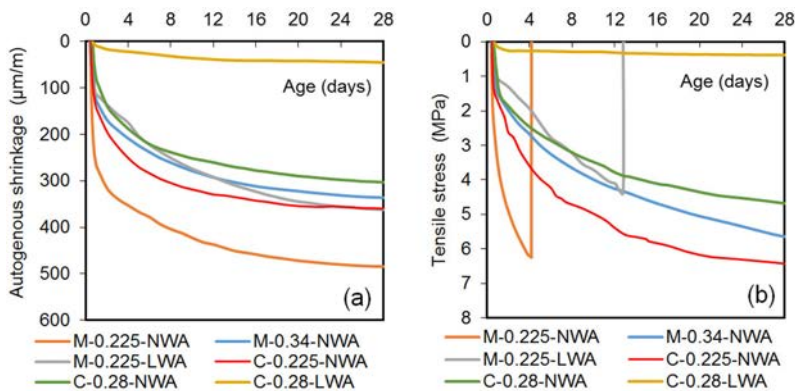 0 4 8 12 16 20 24 28
0
100
200
300
400
500
600
Autogenous shrinkage (μm/m)
Age (days)
(a)
M-0.225-NWA M-0.34-NWA
M-0.225-LWA C-0.225-NWA
C-0.28-NWA C-0.28-LWA
0 4 8 12 16 20 24 28
0
1
2
3
4
5
6
7
8
Tensile stress (MPa)
Age (days)
(b)
M-0.225-NWA M-0.34-NWA
M-0.225-LWA C-0.225-NWA
C-0.28-NWA C-0.28-LWA